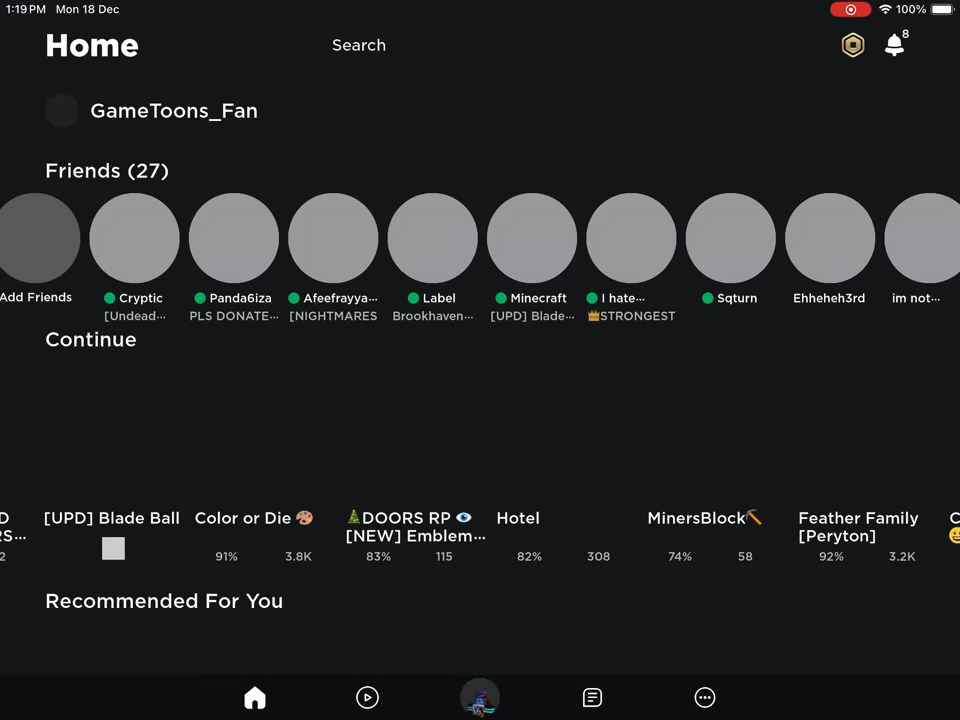 1:19 PM Mon 18 Dec 100%
Home Search 8
GameToons_Fan
Friends (27)
Add Friends Cryptic Panda6iza Afeefrayya... Label Minecraft I hate... Sqturn Ehheheh3rd im not...
[Undead... PLS DONATE... [NIGHTMARES Brookhaven... [UPD] Blade... 👑STRONGEST
Continue
D [UPD] Blade Ball Color or Die 🎨 🎄DOORS RP 👁️ Hotel MinersBlock⛏️ Feather Family C
RS... [NEW] Emblem... [Peryton] 😀
2 91% 3.8K 83% 115 82% 308 74% 58 92% 3.2K
Recommended For You